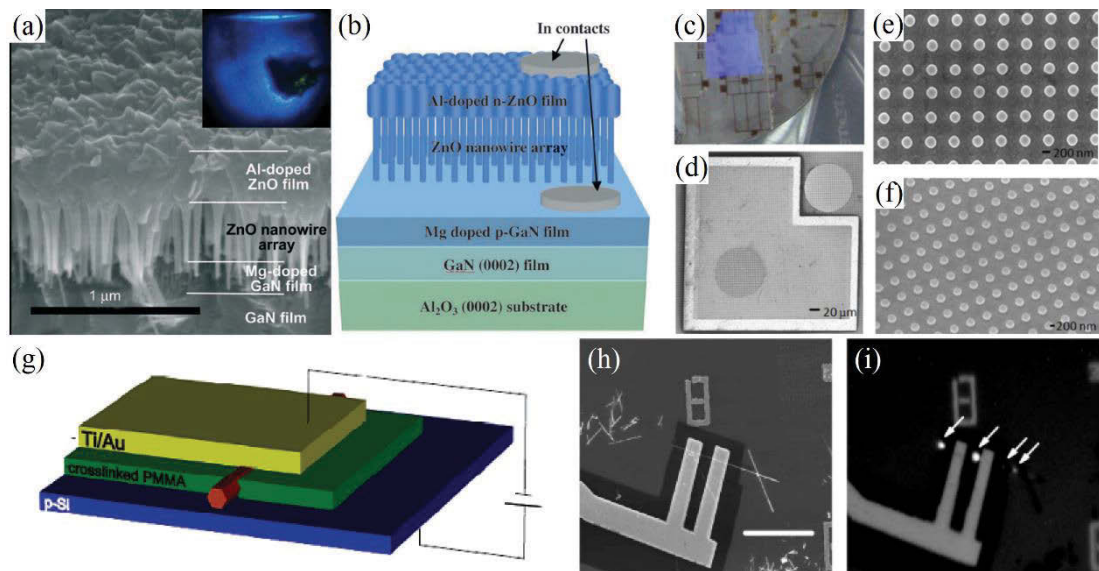 (a)
Al-doped
ZnO film
ZnO nanowire
array
Mg-doped
GaN film
1 μm
GaN film
(b)
In contacts
Al-doped n-ZnO film
ZnO nanowire array
Mg doped p-GaN film
GaN (0002) film
Al₂O₃ (0002) substrate
(c)
(d)
20 μm
(e)
200 nm
(f)
200 nm
(g)
Ti/Au
crosslinked PMMA
p-Si
(h)
(i)